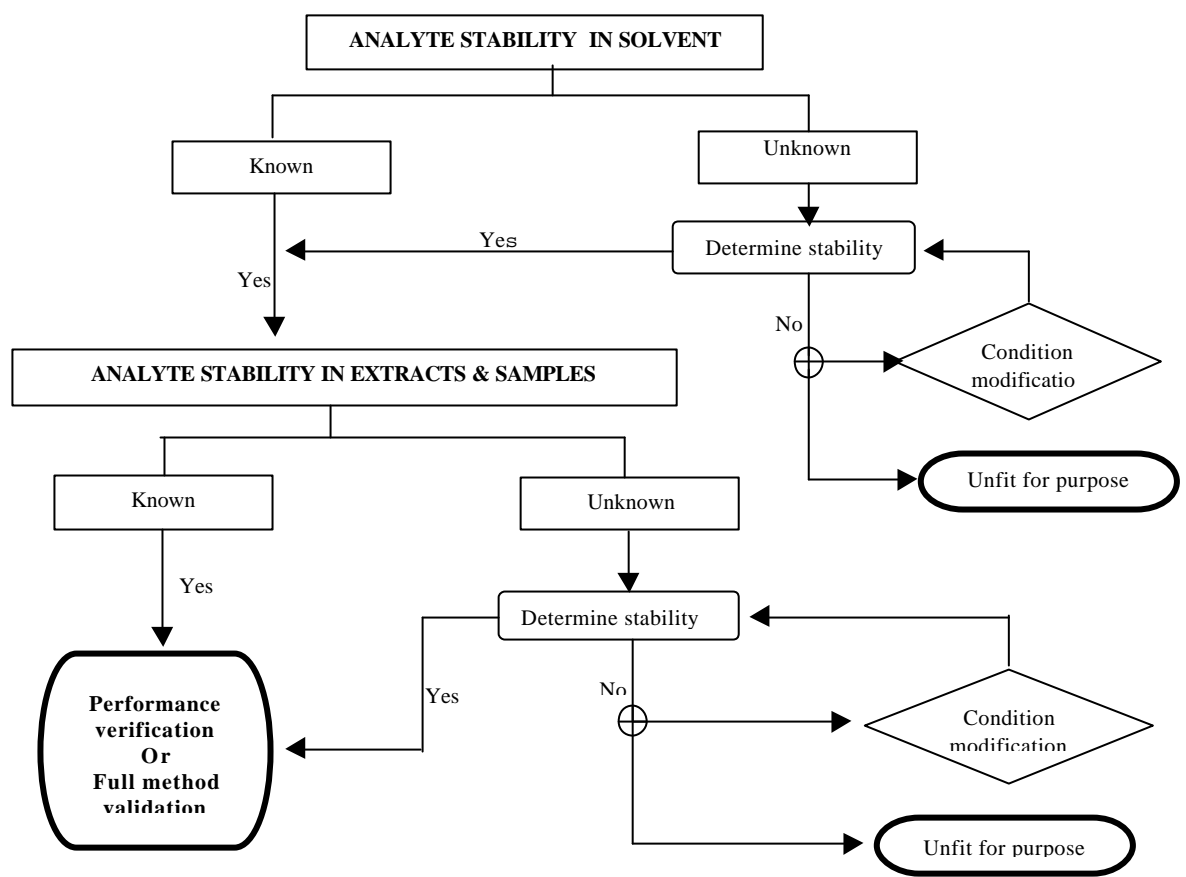 ANALYTE STABILITY IN SOLVENT
Known
Unknown
Yes
Determine stability
Yes
No
Condition
modificatio
ANALYTE STABILITY IN EXTRACTS & SAMPLES
Unfit for purpose
Known
Unknown
Yes
Determine stability
Yes
No
Performance
verification
Or
Full method
validation
Condition
modification
Unfit for purpose